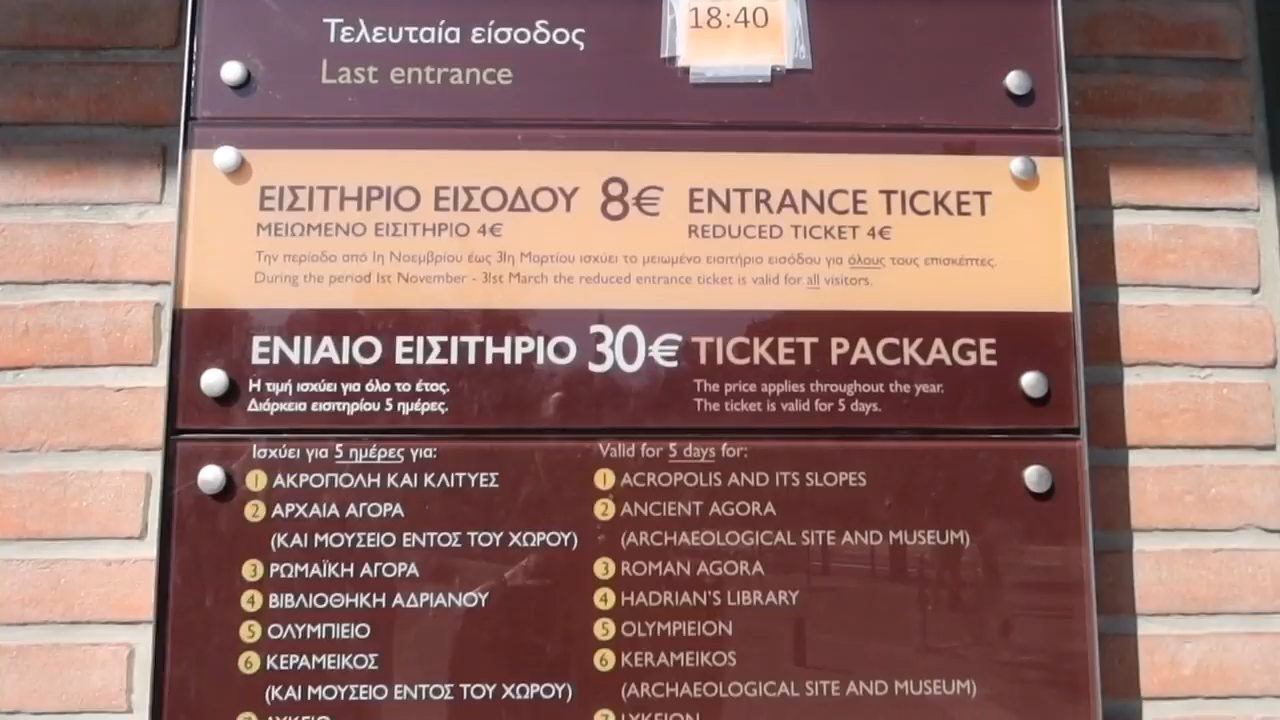 Τελευταία είσοδος
18:40
Last entrance
ΕΙΣΙΤΗΡΙΟ ΕΙΣΟΔΟΥ 8€ ENTRANCE TICKET
ΜΕΙΩΜΕΝΟ ΕΙΣΙΤΗΡΙΟ 4€ REDUCED TICKET 4€
Την περίοδο από 1η Νοεμβρίου έως 31η Μαρτίου ισχύει το μειωμένο εισιτήριο εισόδου για όλους τους επισκέπτες.
During the period 1st November - 31st March the reduced entrance ticket is valid for all visitors.
ΕΝΙΑΙΟ ΕΙΣΙΤΗΡΙΟ 30€ TICKET PACKAGE
Η τιμή ισχύει για όλο το έτος.
Διάρκεια εισιτηρίου 5 ημέρες.
The price applies throughout the year.
The ticket is valid for 5 days.
Ισχύει για 5 ημέρες για:
1 ΑΚΡΟΠΟΛΗ ΚΑΙ ΚΛΙΤΥΕΣ
2 ΑΡΧΑΙΑ ΑΓΟΡΑ
(ΚΑΙ ΜΟΥΣΕΙΟ ΕΝΤΟΣ ΤΟΥ ΧΩΡΟΥ)
3 ΡΩΜΑΪΚΗ ΑΓΟΡΑ
4 ΒΙΒΛΙΟΘΗΚΗ ΑΔΡΙΑΝΟΥ
5 ΟΛΥΜΠΙΕΙΟ
6 ΚΕΡΑΜΕΙΚΟΣ
(ΚΑΙ ΜΟΥΣΕΙΟ ΕΝΤΟΣ ΤΟΥ ΧΩΡΟΥ)
7 ΛΥΚΕΙΟ
Valid for 5 days for:
1 ACROPOLIS AND ITS SLOPES
2 ANCIENT AGORA
(ARCHAEOLOGICAL SITE AND MUSEUM)
3 ROMAN AGORA
4 HADRIAN'S LIBRARY
5 OLYMPIEION
6 KERAMEIKOS
(ARCHAEOLOGICAL SITE AND MUSEUM)
7 LYKEION